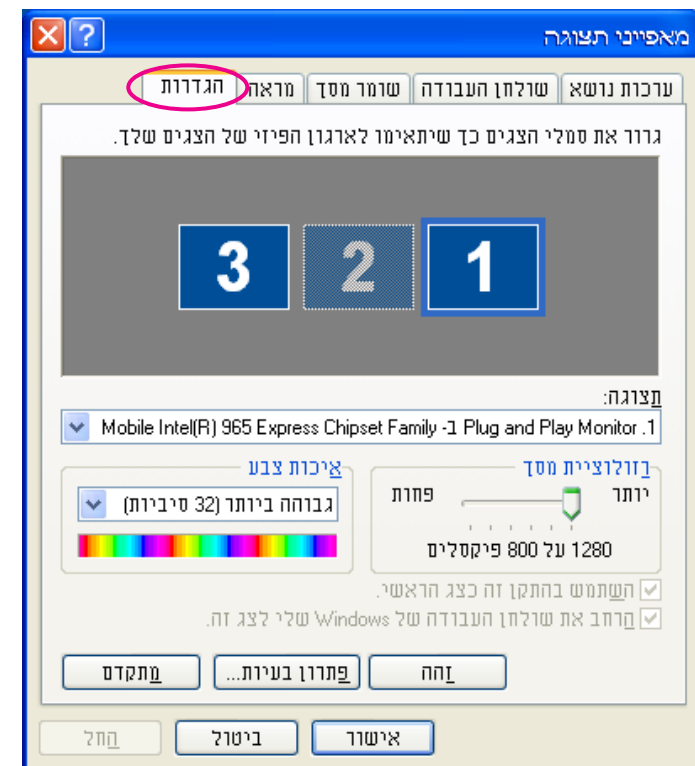 מאפייני תצוגה
ערכות נושא שולחן העבודה שומר מסך מראה הגדרות
גרור את סמלי הצגים כך שיתאימו לארגון הפיזי של הצגים שלך.
1 2 3
תצוגה:
1. Plug and Play Monitor ב- Mobile Intel(R) 965 Express Chipset Family
רזולוציית מסך
יותר פחות
1280 על 800 פיקסלים
איכות צבע
גבוהה ביותר (32 סיביות)
השתמש בהתקן זה כצג הראשי.
הרחב את שולחן העבודה של Windows שלי לצג זה.
זהה פתרון בעיות... מתקדם
אישור ביטול החל